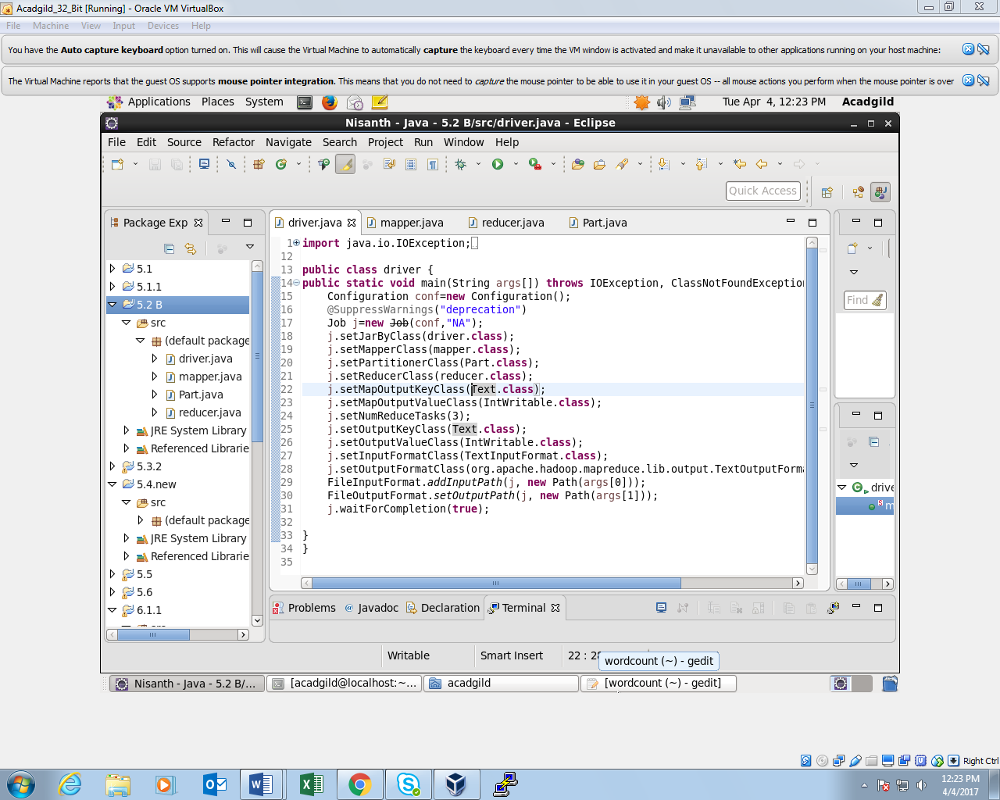 Acadgild_32_Bit [Running] - Oracle VM VirtualBox
File Machine View Input Devices Help
You have the Auto capture keyboard option turned on. This will cause the Virtual Machine to automatically capture the keyboard every time the VM window is activated and make it unavailable to other applications running on your host machine:
The Virtual Machine reports that the guest OS supports mouse pointer integration. This means that you do not need to capture the mouse pointer to be able to use it in your guest OS -- all mouse actions you perform when the mouse pointer is over
Applications Places System Tue Apr 4, 12:23 PM Acadgild
Nisanth - Java - 5.2 B/src/driver.java - Eclipse
File Edit Source Refactor Navigate Search Project Run Window Help
Quick Access
Package Exp
driver.java mapper.java reducer.java Part.java
5.1
5.1.1
5.2 B
src
(default package
driver.java
mapper.java
Part.java
reducer.java
JRE System Library
Referenced Librarie
5.3.2
5.4.new
src
(default package
JRE System Library
Referenced Librarie
5.5
5.6
6.1.1
1 import java.io.IOException;
12
13 public class driver {
14 public static void main(String args[]) throws IOException, ClassNotFoundException
15 Configuration conf=new Configuration();
16 @SuppressWarnings("deprecation")
17 Job j=new Job(conf,"NA");
18 j.setJarByClass(driver.class);
19 j.setMapperClass(mapper.class);
20 j.setPartitionerClass(Part.class);
21 j.setReducerClass(reducer.class);
22 j.setMapOutputKeyClass(Text.class);
23 j.setMapOutputValueClass(IntWritable.class);
24 j.setNumReduceTasks(3);
25 j.setOutputKeyClass(Text.class);
26 j.setOutputValueClass(IntWritable.class);
27 j.setInputFormatClass(TextInputFormat.class);
28 j.setOutputFormatClass(org.apache.hadoop.mapreduce.lib.output.TextOutputForma
29 FileInputFormat.addInputPath(j, new Path(args[0]));
30 FileOutputFormat.setOutputPath(j, new Path(args[1]));
31 j.waitForCompletion(true);
32
33 }
34 }
35
Find
drive
m
Problems Javadoc Declaration Terminal
Writable Smart Insert 22 : 28
wordcount (~) - gedit
Nisanth - Java - 5.2 B/... [acadgild@localhost:~... acadgild [wordcount (~) - gedit]
Right Ctrl
12:23 PM
4/4/2017